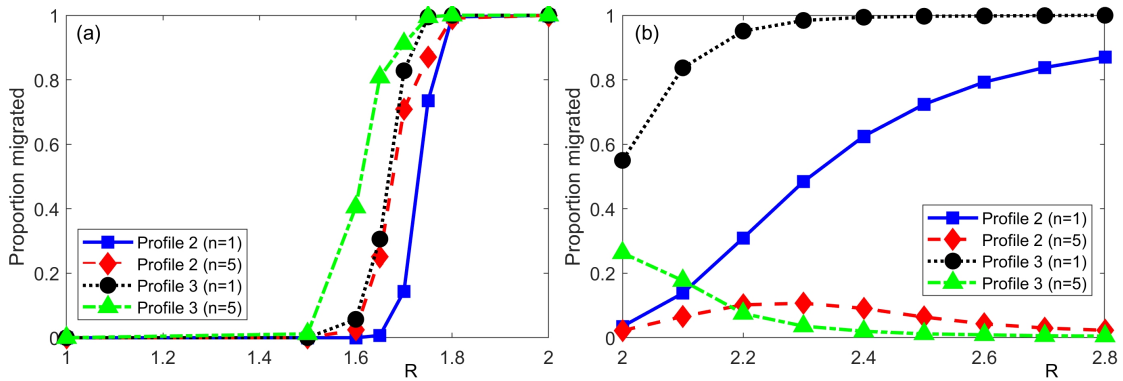 (a)
Proportion migrated
1
0.8
0.6
0.4
0.2
0
Profile 2 (n=1)
Profile 2 (n=5)
Profile 3 (n=1)
Profile 3 (n=5)
1 1.2 1.4 1.6 1.8 2
R
(b)
Proportion migrated
1
0.8
0.6
0.4
0.2
0
Profile 2 (n=1)
Profile 2 (n=5)
Profile 3 (n=1)
Profile 3 (n=5)
2 2.2 2.4 2.6 2.8
R